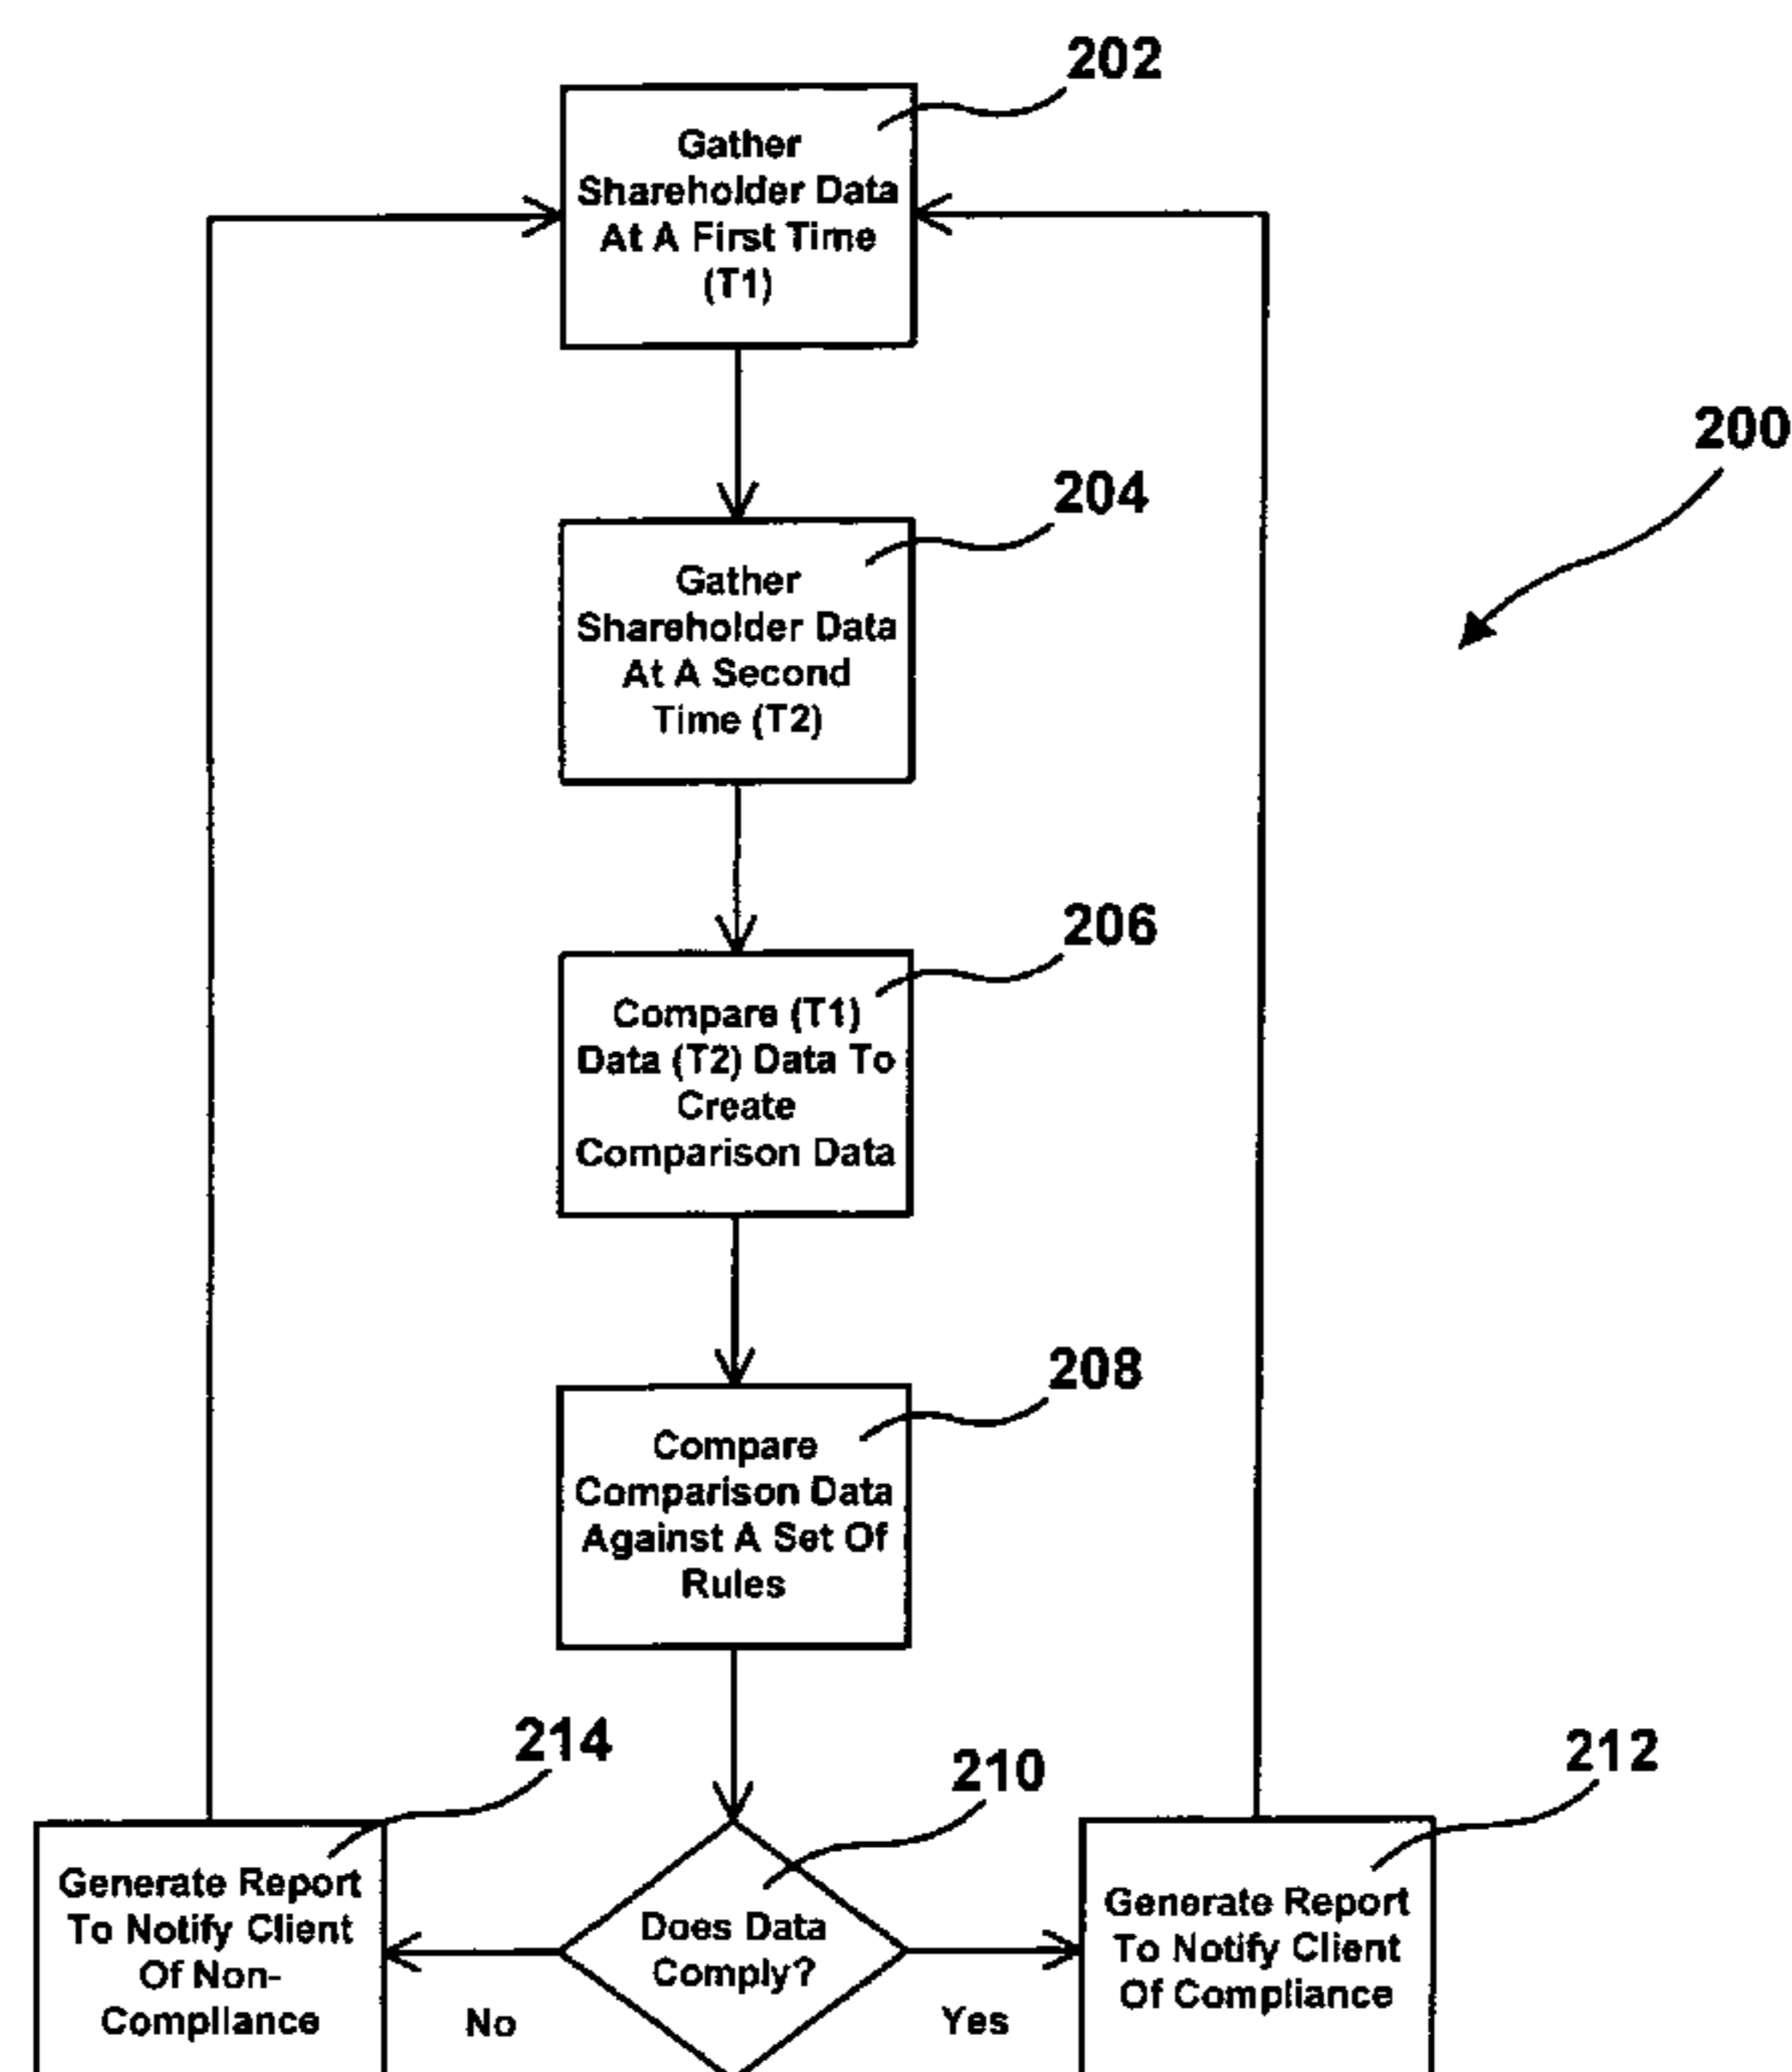 202
Gather
Shareholder Data
At A First Time
(T1)
200
204
Gather
Shareholder Data
At A Second
Time (T2)
206
Compare (T1)
Data (T2) Data To
Create
Comparison Data
208
Compare
Comparison Data
Against A Set Of
Rules
214
210
212
Generate Report
To Notify Client
Of Non-
Compliance
Does Data
Comply?
Generate Report
To Notify Client
Of Compliance
No
Yes